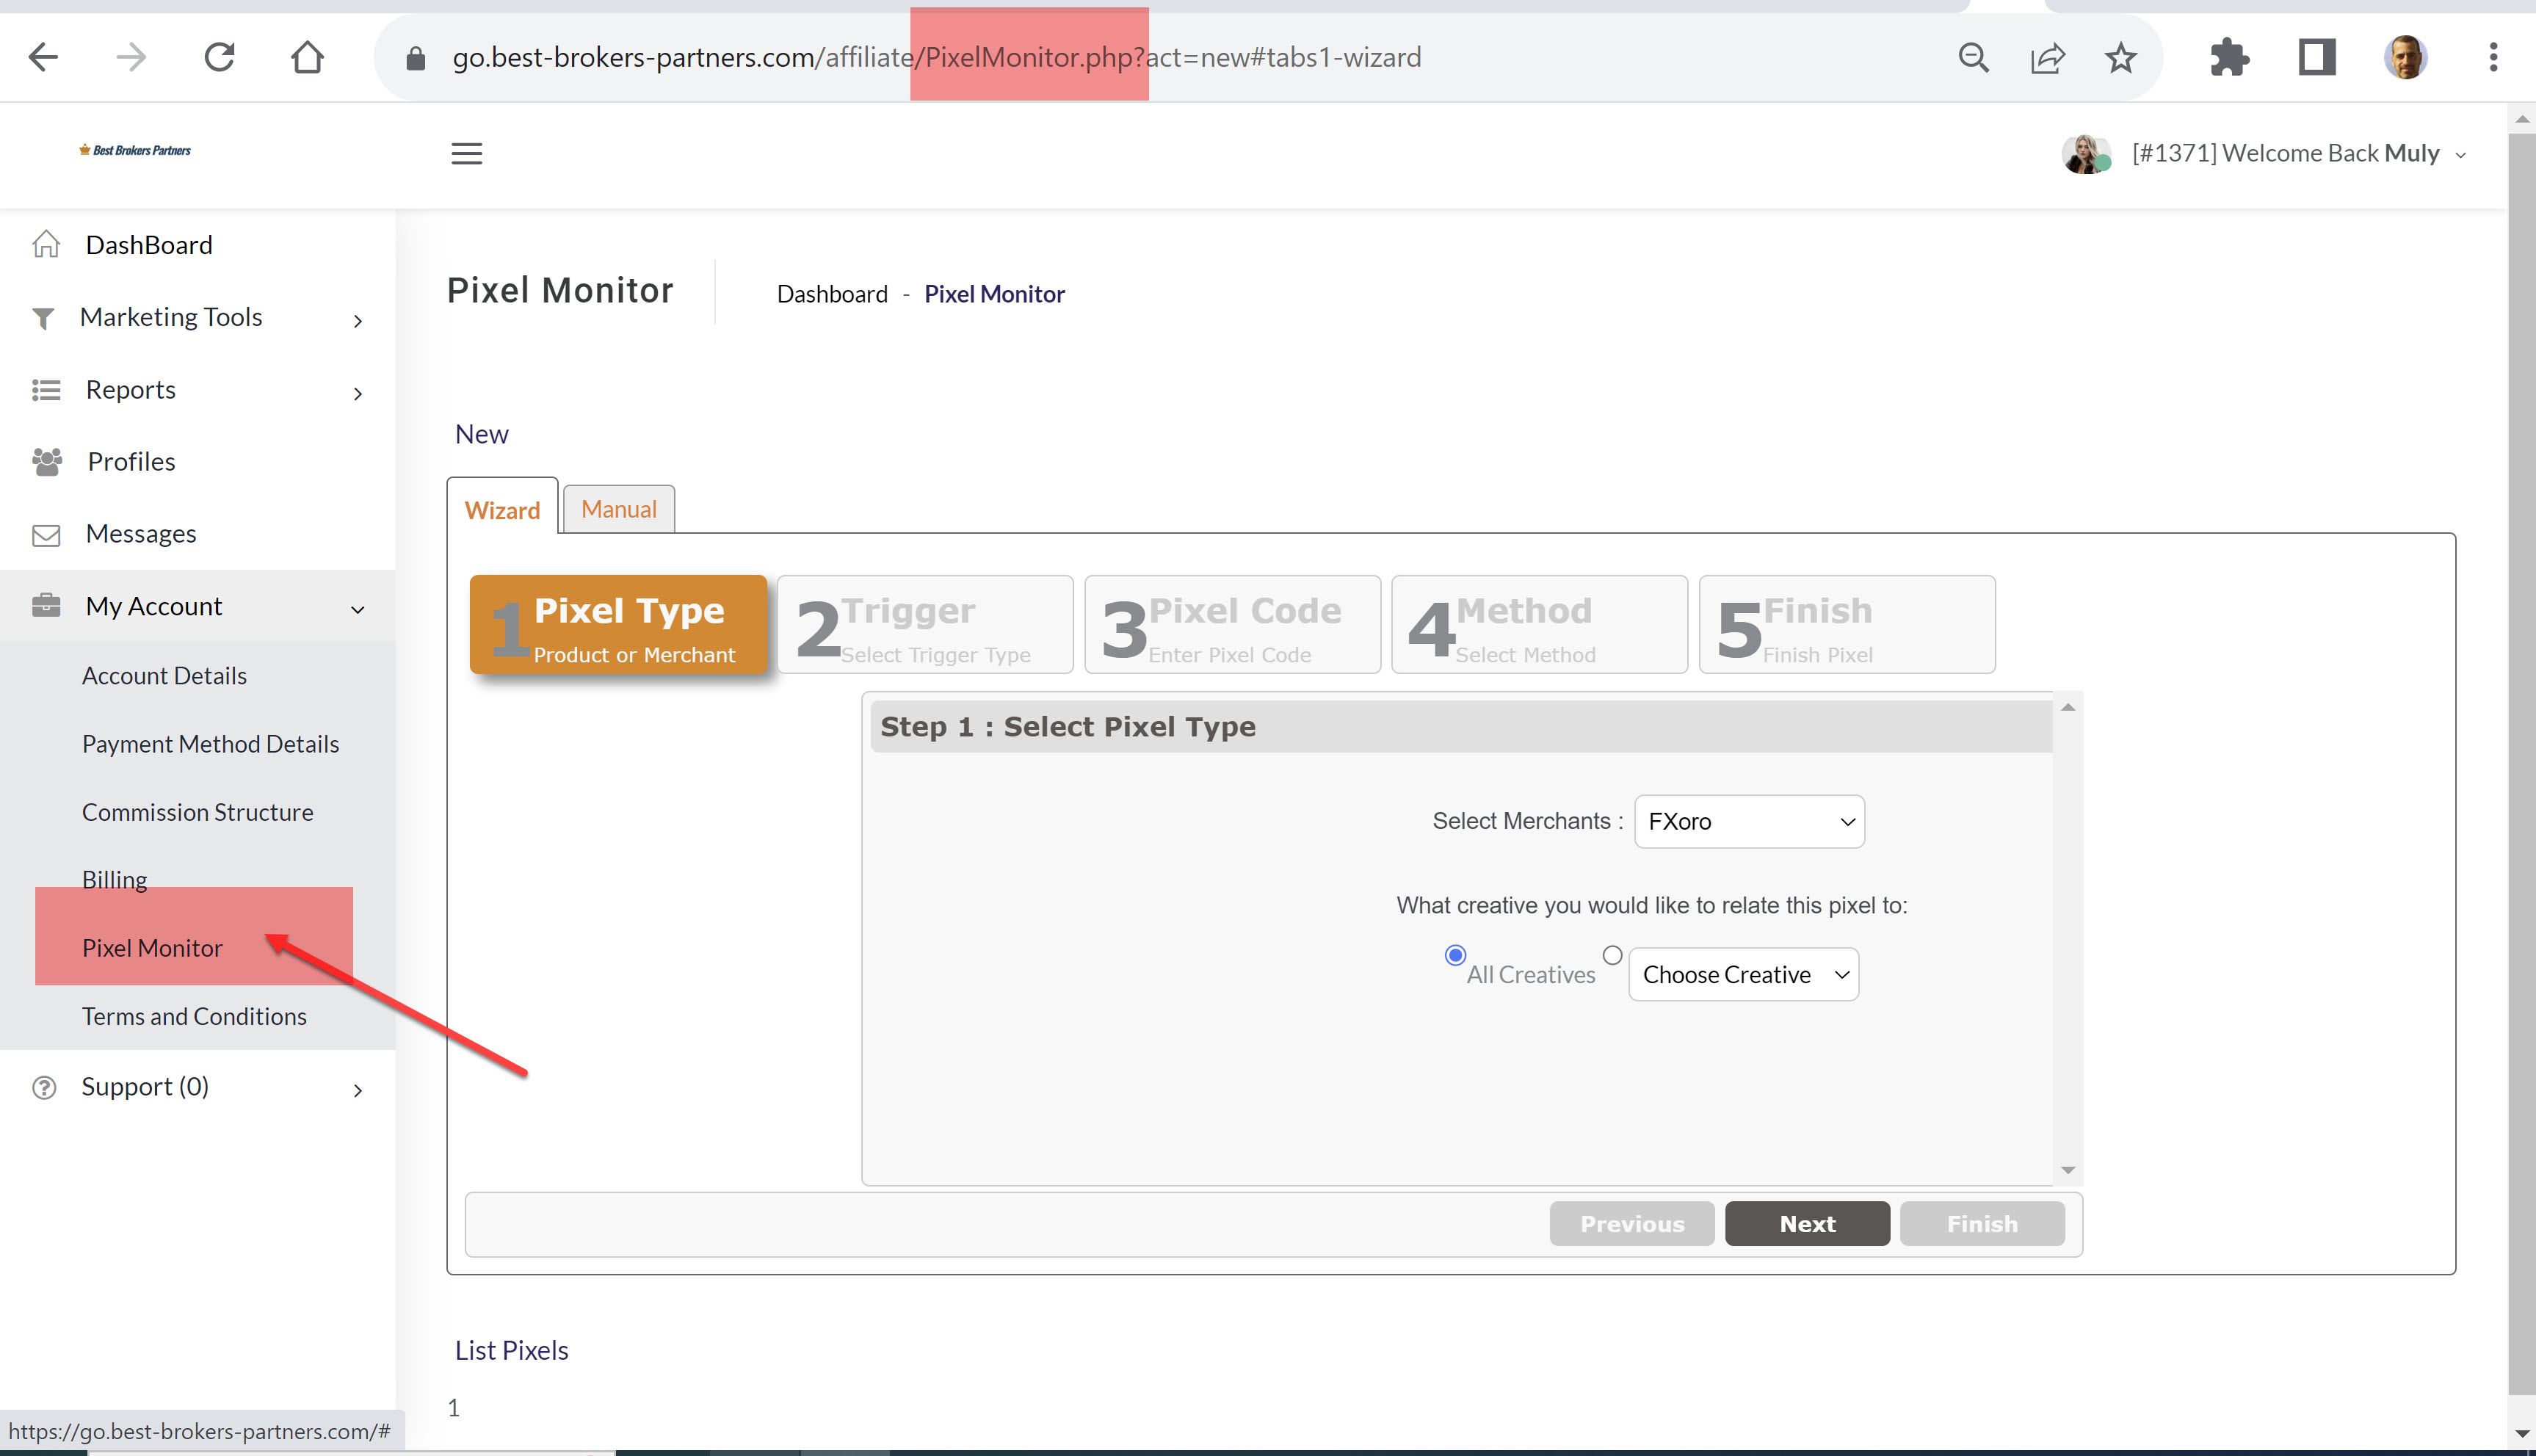 go.best-brokers-partners.com/affiliate/PixelMonitor.php?act=new#tabs1-wizard
Best Brokers Partners
[#1371] Welcome Back Muly
DashBoard
Marketing Tools
Reports
Profiles
Messages
My Account
Account Details
Payment Method Details
Commission Structure
Billing
Pixel Monitor
Terms and Conditions
Support (0)
Pixel Monitor
Dashboard - Pixel Monitor
New
Wizard
Manual
1 Pixel Type
Product or Merchant
2 Trigger
Select Trigger Type
3 Pixel Code
Enter Pixel Code
4 Method
Select Method
5 Finish
Finish Pixel
Step 1 : Select Pixel Type
Select Merchants : FXoro
What creative you would like to relate this pixel to:
All Creatives Choose Creative
Previous Next Finish
List Pixels
1
https://go.best-brokers-partners.com/#